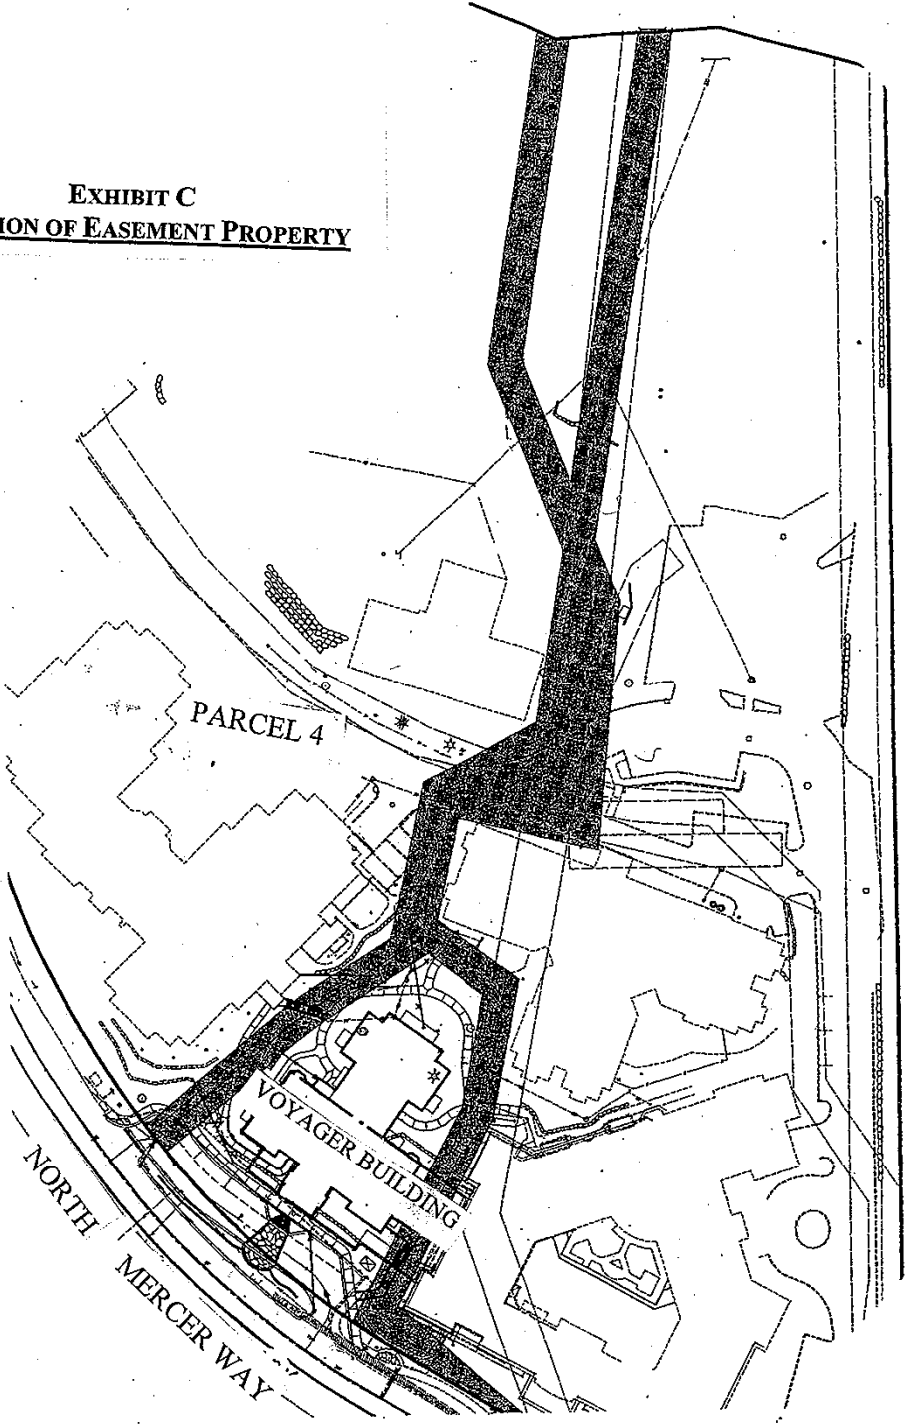 EXHIBIT C
ION OF EASEMENT PROPERTY
PARCEL 4
VOYAGER BUILDING
NORTH MERCER WAY